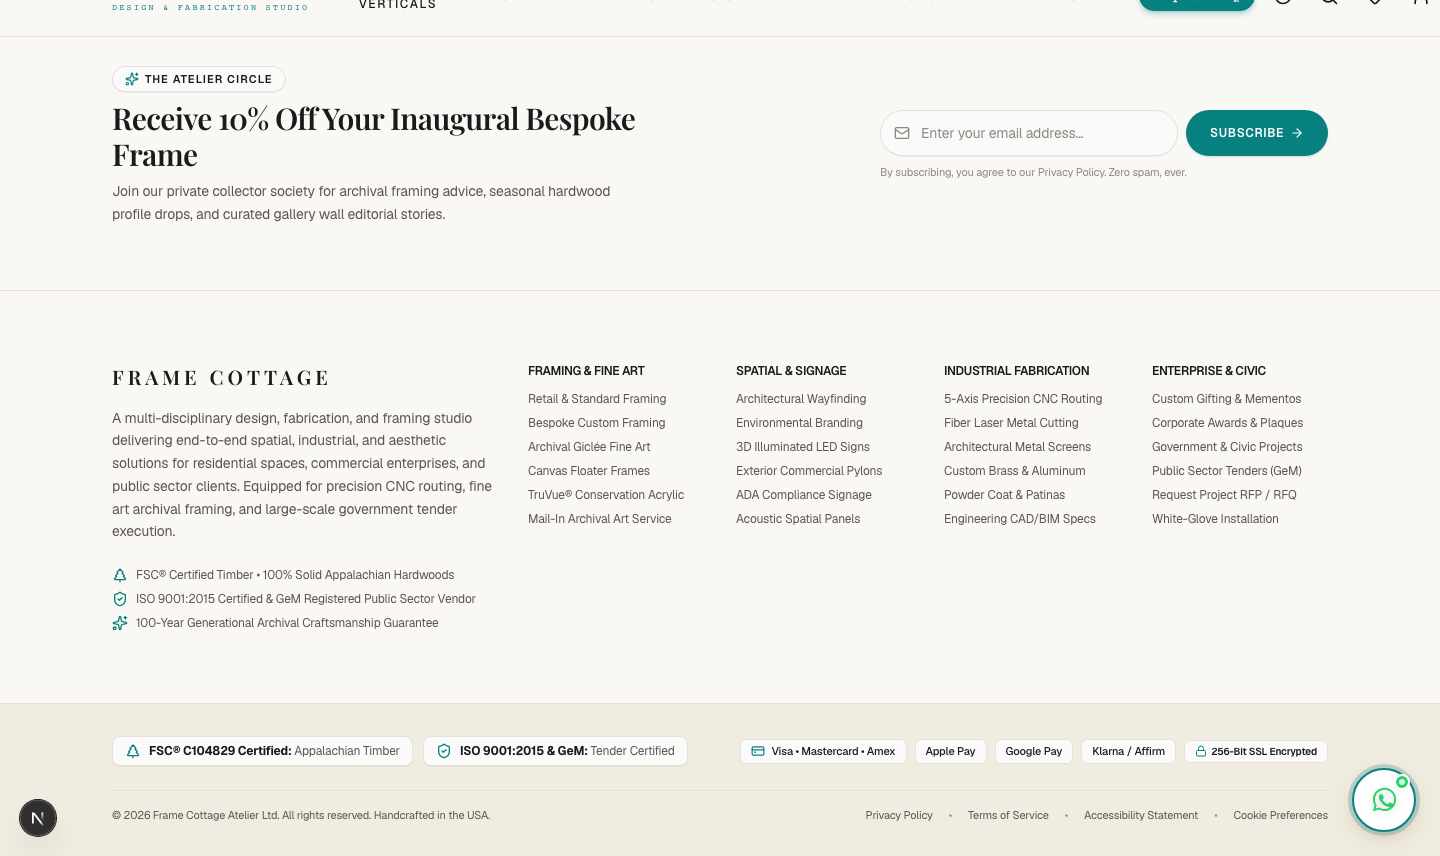 DESIGN & FABRICATION STUDIO
VERTICALS
THE ATELIER CIRCLE
Receive 10% Off Your Inaugural Bespoke
Frame
Join our private collector society for archival framing advice, seasonal hardwood
profile drops, and curated gallery wall editorial stories.
Enter your email address...
SUBSCRIBE →
By subscribing, you agree to our Privacy Policy. Zero spam, ever.
FRAME COTTAGE
A multi-disciplinary design, fabrication, and framing studio
delivering end-to-end spatial, industrial, and aesthetic
solutions for residential spaces, commercial enterprises, and
public sector clients. Equipped for precision CNC routing, fine
art archival framing, and large-scale government tender
execution.
FSC® Certified Timber • 100% Solid Appalachian Hardwoods
ISO 9001:2015 Certified & GeM Registered Public Sector Vendor
100-Year Generational Archival Craftsmanship Guarantee
FRAMING & FINE ART
Retail & Standard Framing
Bespoke Custom Framing
Archival Giclée Fine Art
Canvas Floater Frames
TruVue® Conservation Acrylic
Mail-In Archival Art Service
SPATIAL & SIGNAGE
Architectural Wayfinding
Environmental Branding
3D Illuminated LED Signs
Exterior Commercial Pylons
ADA Compliance Signage
Acoustic Spatial Panels
INDUSTRIAL FABRICATION
5-Axis Precision CNC Routing
Fiber Laser Metal Cutting
Architectural Metal Screens
Custom Brass & Aluminum
Powder Coat & Patinas
Engineering CAD/BIM Specs
ENTERPRISE & CIVIC
Custom Gifting & Mementos
Corporate Awards & Plaques
Government & Civic Projects
Public Sector Tenders (GeM)
Request Project RFP / RFQ
White-Glove Installation
FSC® C104829 Certified: Appalachian Timber
ISO 9001:2015 & GeM: Tender Certified
Visa • Mastercard • Amex
Apple Pay
Google Pay
Klarna / Affirm
256-Bit SSL Encrypted
© 2026 Frame Cottage Atelier Ltd. All rights reserved. Handcrafted in the USA.
Privacy Policy • Terms of Service • Accessibility Statement • Cookie Preferences